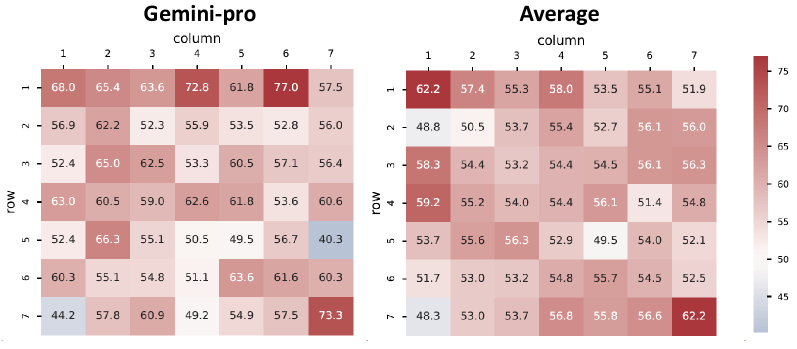 Gemini-pro
column
1 2 3 4 5 6 7
row
1 68.0 65.4 63.6 72.8 61.8 77.0 57.5
2 56.9 62.2 52.3 55.9 53.5 52.8 56.0
3 52.4 65.0 62.5 53.3 60.5 57.1 56.4
4 63.0 60.5 59.0 62.6 61.8 53.6 60.6
5 52.4 66.3 55.1 50.5 49.5 56.7 40.3
6 60.3 55.1 54.8 51.1 63.6 61.6 60.3
7 44.2 57.8 60.9 49.2 54.9 57.5 73.3
Average
column
1 2 3 4 5 6 7
row
1 62.2 57.4 55.3 58.0 53.5 55.1 51.9
2 48.8 50.5 53.7 55.4 52.7 56.1 56.0
3 58.3 54.4 53.2 54.4 54.5 56.1 56.3
4 59.2 55.2 54.0 54.4 56.1 51.4 54.8
5 53.7 55.6 56.3 52.9 49.5 54.0 52.1
6 51.7 53.0 53.2 54.8 55.7 54.5 52.5
7 48.3 53.0 53.7 56.8 55.8 56.6 62.2
75
70
65
60
55
50
45